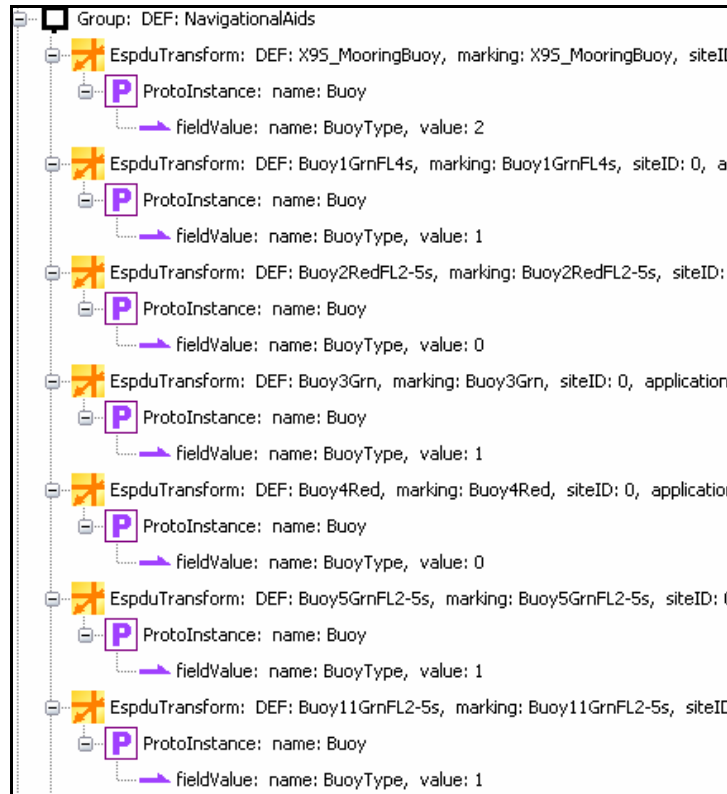 Group: DEF: NavigationalAids
EspduTransform: DEF: X9S_MooringBuoy, marking: X9S_MooringBuoy, siteID
P ProtoInstance: name: Buoy
fieldValue: name: BuoyType, value: 2
EspduTransform: DEF: Buoy1GrnFL4s, marking: Buoy1GrnFL4s, siteID: 0, a
P ProtoInstance: name: Buoy
fieldValue: name: BuoyType, value: 1
EspduTransform: DEF: Buoy2RedFL2-5s, marking: Buoy2RedFL2-5s, siteID:
P ProtoInstance: name: Buoy
fieldValue: name: BuoyType, value: 0
EspduTransform: DEF: Buoy3Grn, marking: Buoy3Grn, siteID: 0, application
P ProtoInstance: name: Buoy
fieldValue: name: BuoyType, value: 1
EspduTransform: DEF: Buoy4Red, marking: Buoy4Red, siteID: 0, application
P ProtoInstance: name: Buoy
fieldValue: name: BuoyType, value: 0
EspduTransform: DEF: Buoy5GrnFL2-5s, marking: Buoy5GrnFL2-5s, siteID: 0
P ProtoInstance: name: Buoy
fieldValue: name: BuoyType, value: 1
EspduTransform: DEF: Buoy11GrnFL2-5s, marking: Buoy11GrnFL2-5s, siteID
P ProtoInstance: name: Buoy
fieldValue: name: BuoyType, value: 1